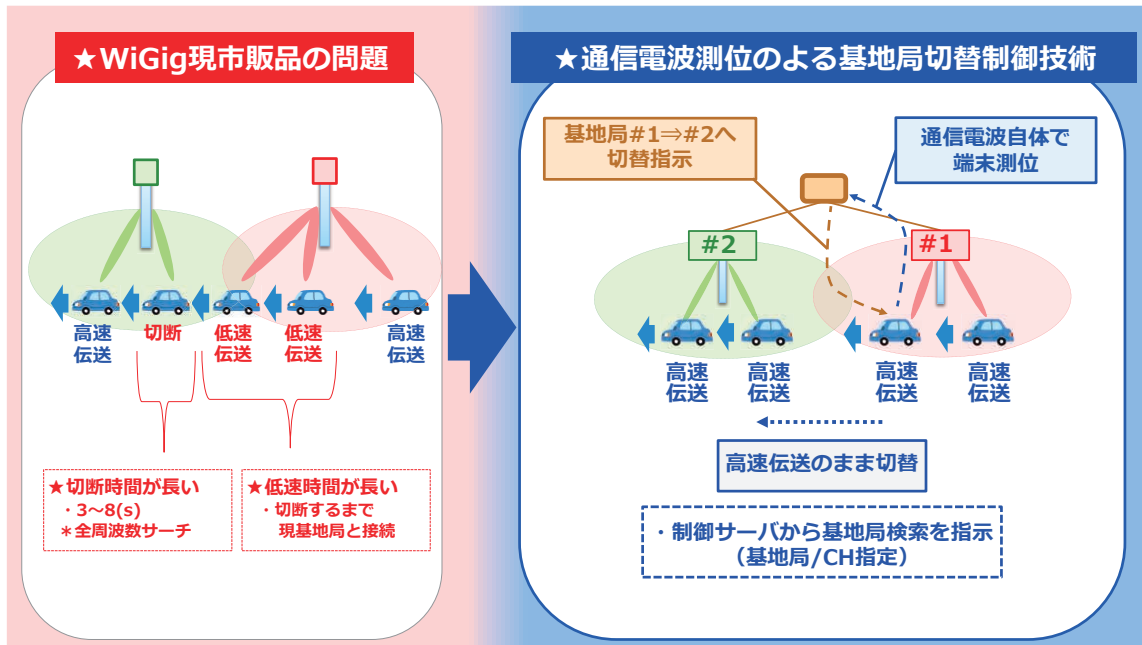 ★WiGig現市販品の問題
高速
伝送
切断
低速
伝送
低速
伝送
高速
伝送
★切断時間が長い
・3～8(s)
＊全周波数サーチ
★低速時間が長い
・切断するまで
現基地局と接続
★通信電波測位のよる基地局切替制御技術
基地局#1⇒#2へ
切替指示
通信電波自体で
端末測位
#2
#1
高速
伝送
高速
伝送
高速
伝送
高速
伝送
高速伝送のまま切替
・制御サーバから基地局検索を指示
（基地局/CH指定）